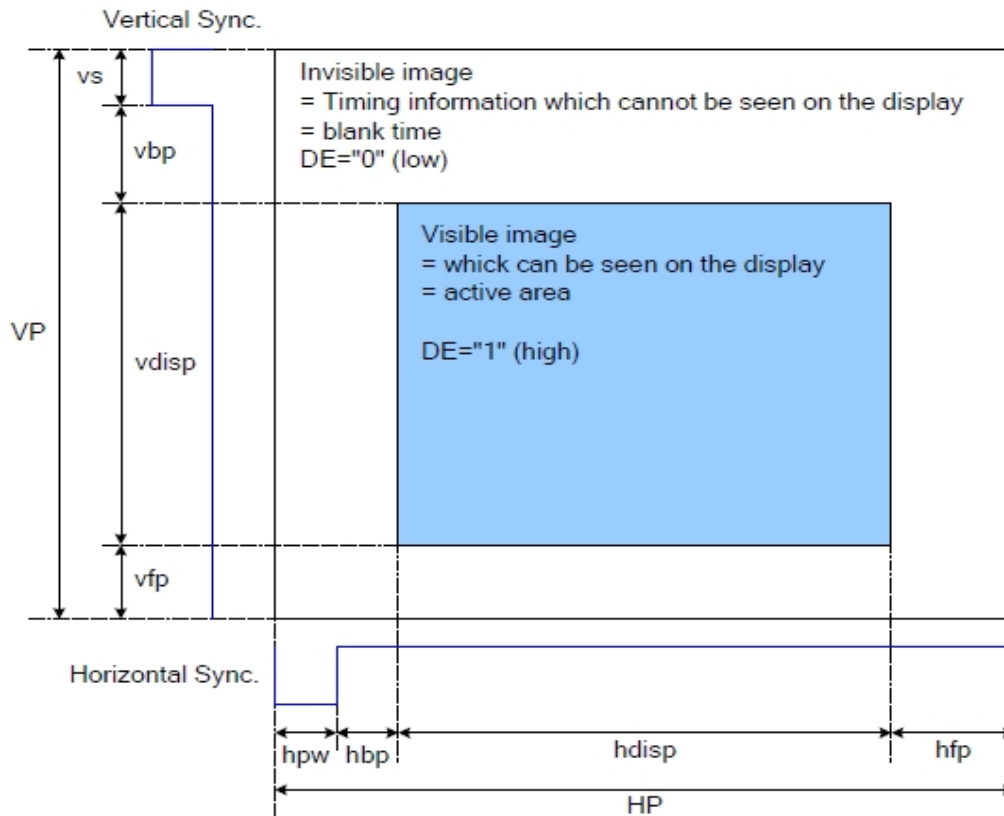 Vertical Sync.
vs
Invisible image
= Timing information which cannot be seen on the display
= blank time
DE="0" (low)
vbp
Visible image
= whick can be seen on the display
= active area
DE="1" (high)
VP
vdisp
vfp
Horizontal Sync.
hpw
hbp
hdisp
hfp
HP